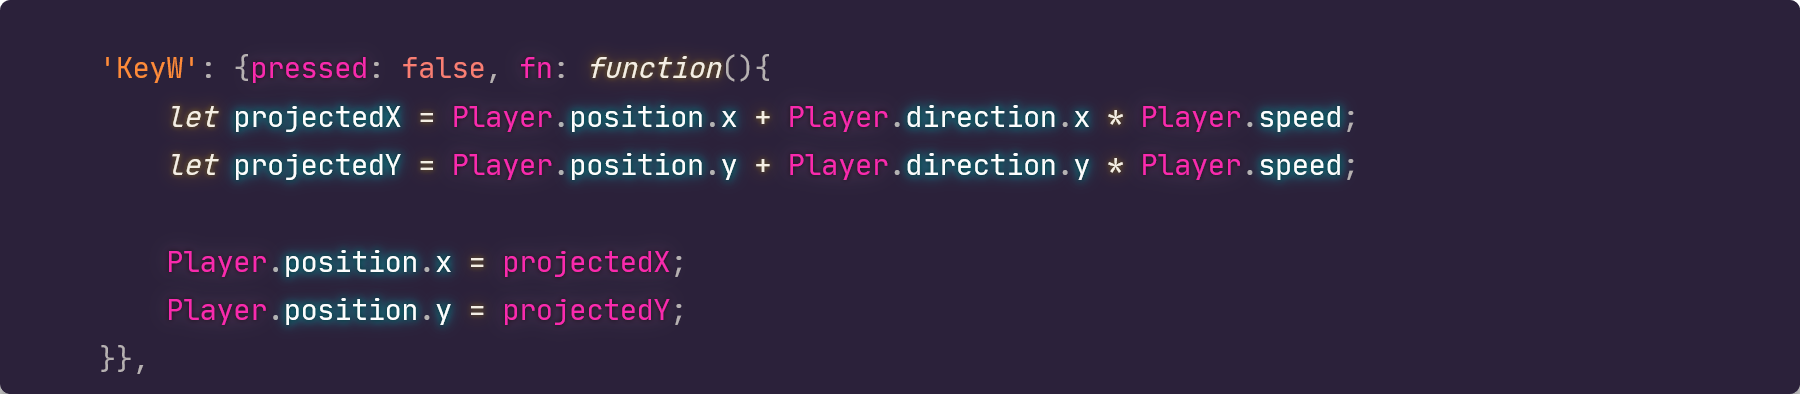 'KeyW': {pressed: false, fn: function(){
let projectedX = Player.position.x + Player.direction.x * Player.speed;
let projectedY = Player.position.y + Player.direction.y * Player.speed;
Player.position.x = projectedX;
Player.position.y = projectedY;
}},